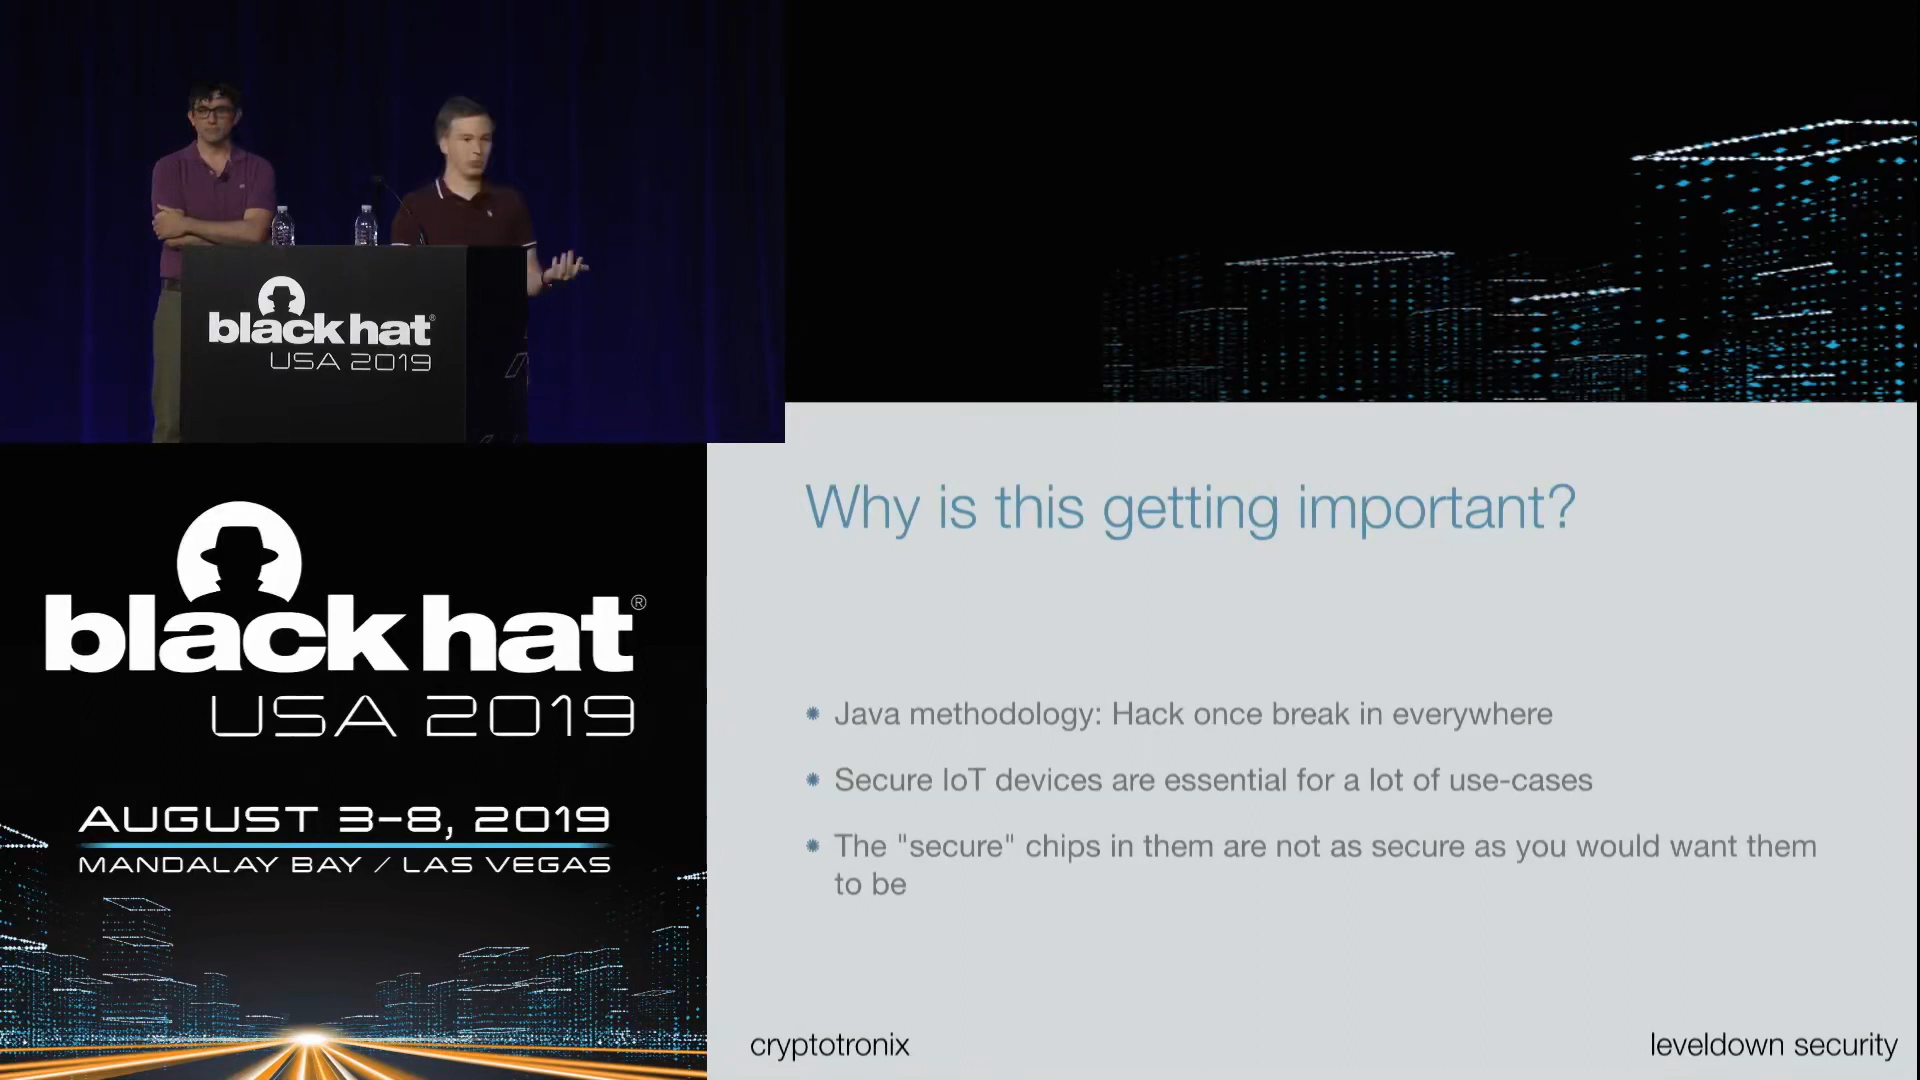 black hat®
USA 2019
black hat®
USA 2019
AUGUST 3-8, 2019
MANDALAY BAY / LAS VEGAS
Why is this getting important?
Java methodology: Hack once break in everywhere
Secure IoT devices are essential for a lot of use-cases
The "secure" chips in them are not as secure as you would want them
to be
cryptotronix
leveldown security